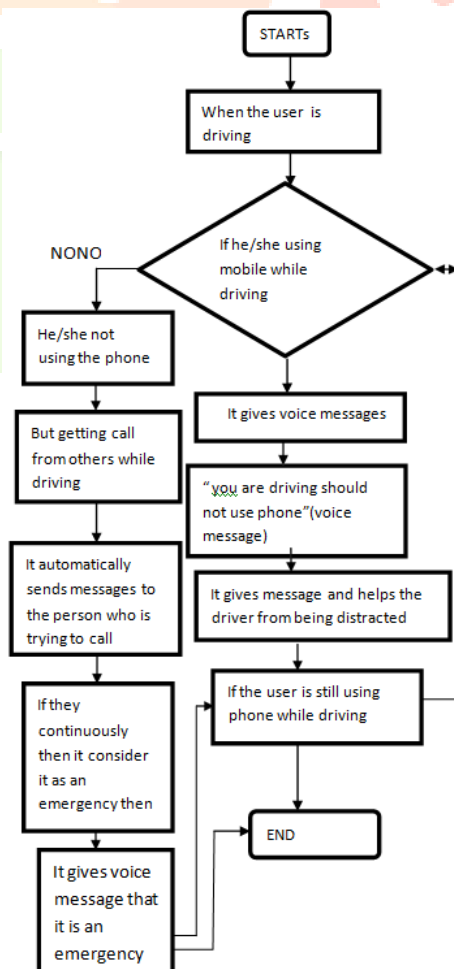 STARTs
When the user is
driving
If he/she using
mobile while
driving
NONO
He/she not
using the phone
But getting call
from others while
driving
It automatically
sends messages to
the person who is
trying to call
If they
continuously
then it consider
it as an
emergency then
It gives voice
message that
it is an
emergency
It gives voice messages
“you are driving should
not use phone”(voice
message)
It gives message and helps the
driver from being distracted
If the user is still using
phone while driving
END